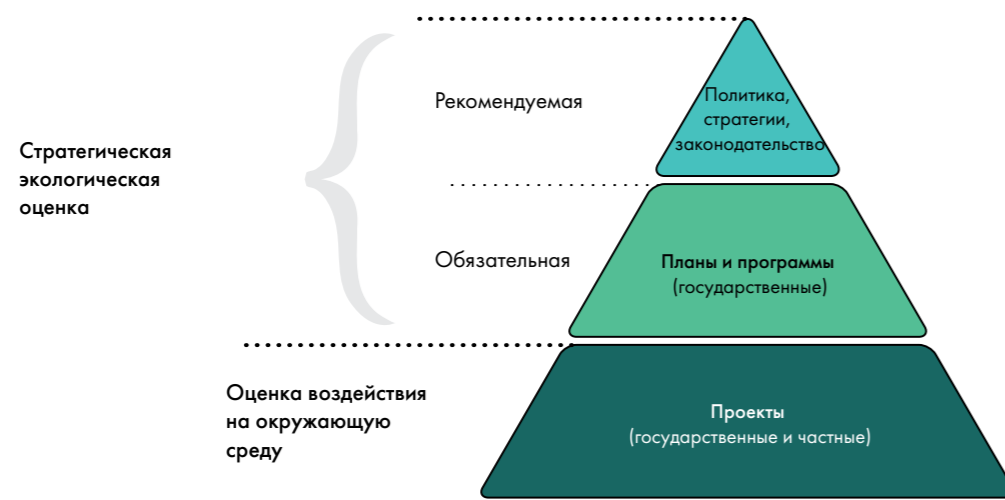 Рекомендуемая
Политика,
стратегии,
законодательство
Стратегическая
экологическая
оценка
Обязательная
Планы и программы
(государственные)
Оценка воздействия
на окружающую
среду
Проекты
(государственные и частные)